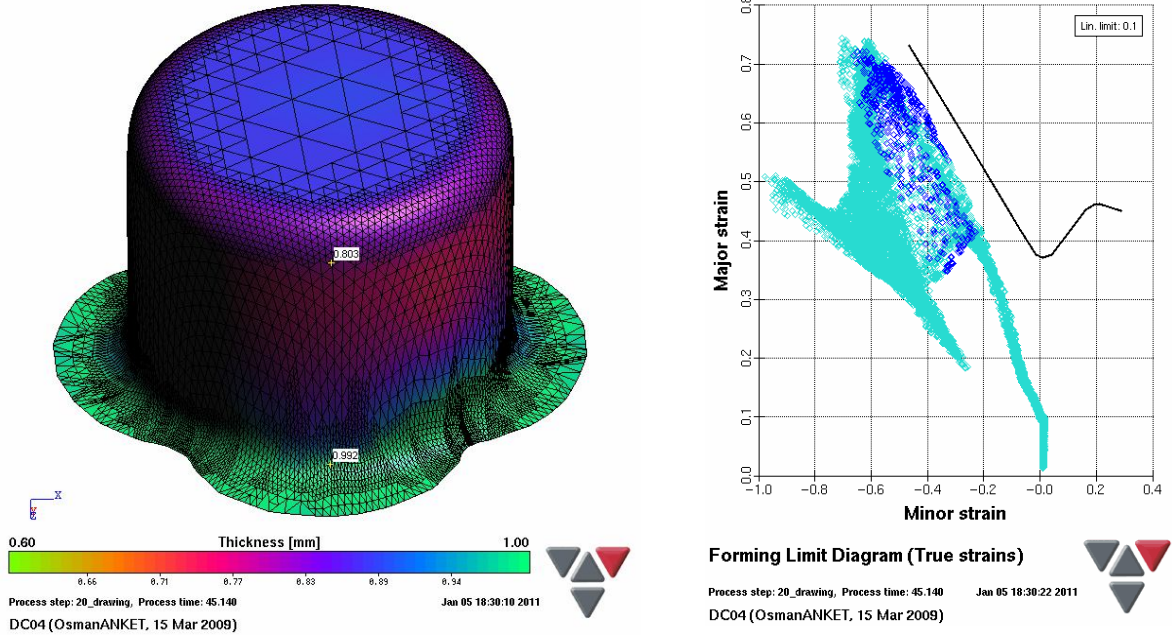 0.803
0.992
X
0.60 Thickness [mm] 1.00
0.66 0.71 0.77 0.83 0.89 0.94
Process step: 20_drawing, Process time: 45.140 Jan 05 18:30:10 2011
DC04 (OsmanANKET, 15 Mar 2009)
Lin. limit: 0.1
0.8
0.7
0.6
0.5
0.4
0.3
0.2
0.1
0.0
Major strain
-1.0 -0.8 -0.6 -0.4 -0.2 -0.0 0.2 0.4
Minor strain
Forming Limit Diagram (True strains)
Process step: 20_drawing, Process time: 45.140 Jan 05 18:30:22 2011
DC04 (OsmanANKET, 15 Mar 2009)